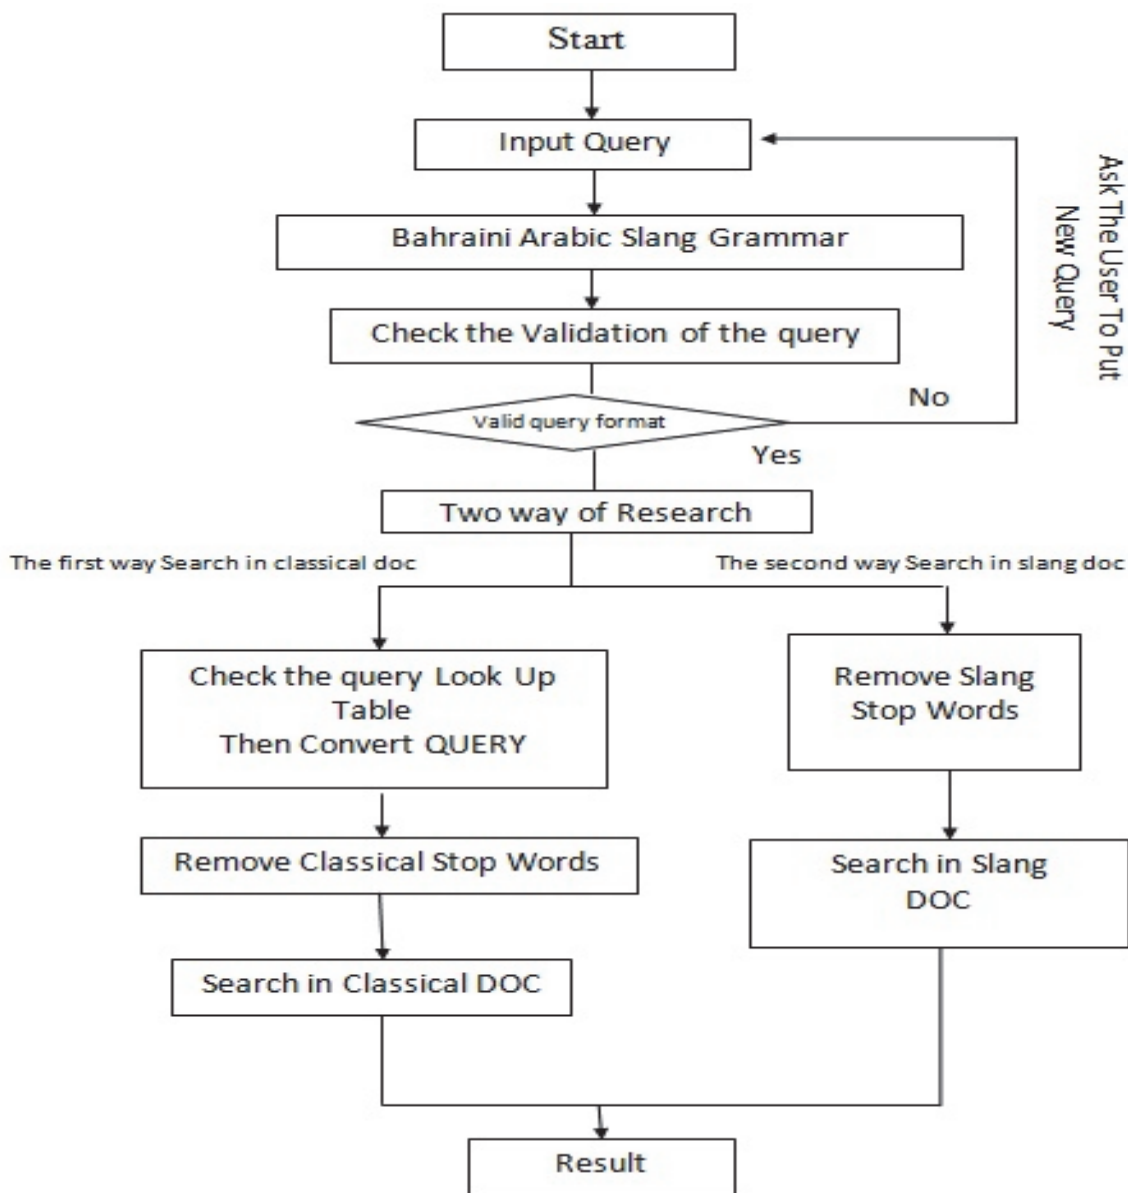 Start
Input Query
Ask The User To Put
New Query
Bahraini Arabic Slang Grammar
Check the Validation of the query
Valid query format
No
Yes
Two way of Research
The first way Search in classical doc
The second way Search in slang doc
Check the query Look Up
Table
Then Convert QUERY
Remove Slang
Stop Words
Remove Classical Stop Words
Search in Slang
DOC
Search in Classical DOC
Result